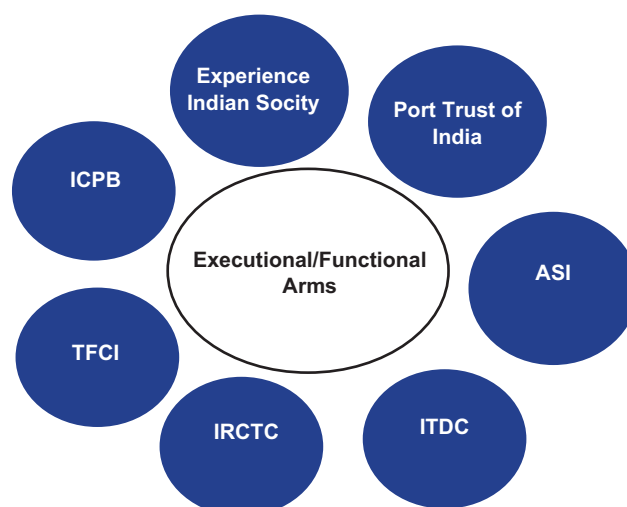 Experience
Indian Socity
Port Trust of
India
ICPB
Executional/Functional
Arms
ASI
TFCI
IRCTC
ITDC